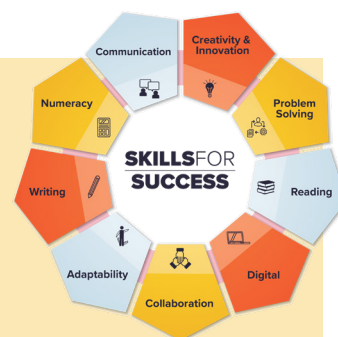 Communication
Creativity &
Innovation
Numeracy
Problem
Solving
SKILLSFOR
SUCCESS
Writing
Reading
Adaptability
Digital
Collaboration